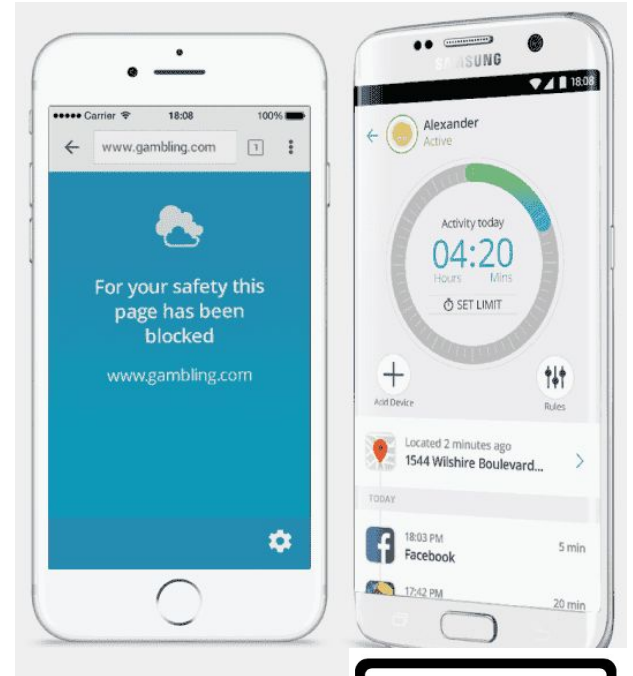 Carrier 18:08 100%
www.gambling.com 1
For your safety this
page has been
blocked
www.gambling.com
SAMSUNG
18:08
Alexander
Active
Activity today
04:20
Hours Mins
SET LIMIT
Add Device Rules
Located 2 minutes ago
1544 Wilshire Boulevard...
TODAY
18:03 PM
Facebook 5 min
17:42 PM
20 min